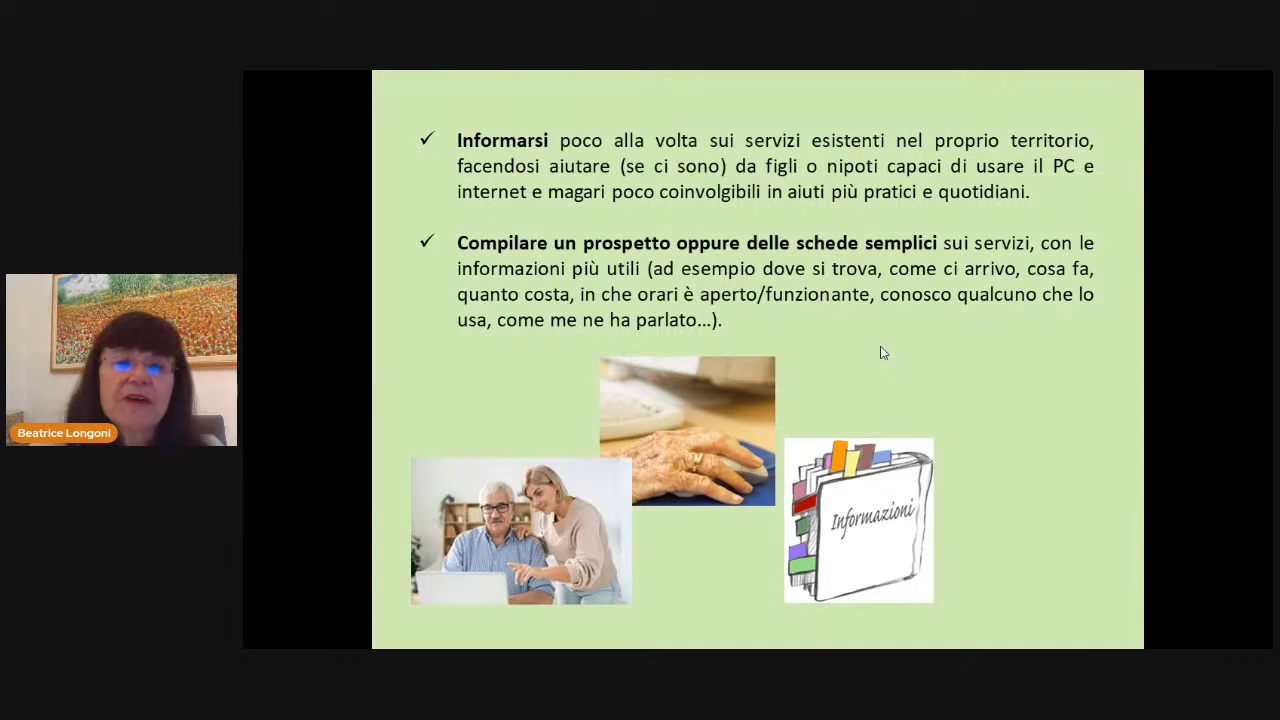 Informarsi poco alla volta sui servizi esistenti nel proprio territorio,
facendosi aiutare (se ci sono) da figli o nipoti capaci di usare il PC e
internet e magari poco coinvolgibili in aiuti più pratici e quotidiani.
Compilare un prospetto oppure delle schede semplici sui servizi, con le
informazioni più utili (ad esempio dove si trova, come ci arrivo, cosa fa,
quanto costa, in che orari è aperto/funzionante, conosco qualcuno che lo
usa, come me ne ha parlato…).
Beatrice Longoni
Informazioni